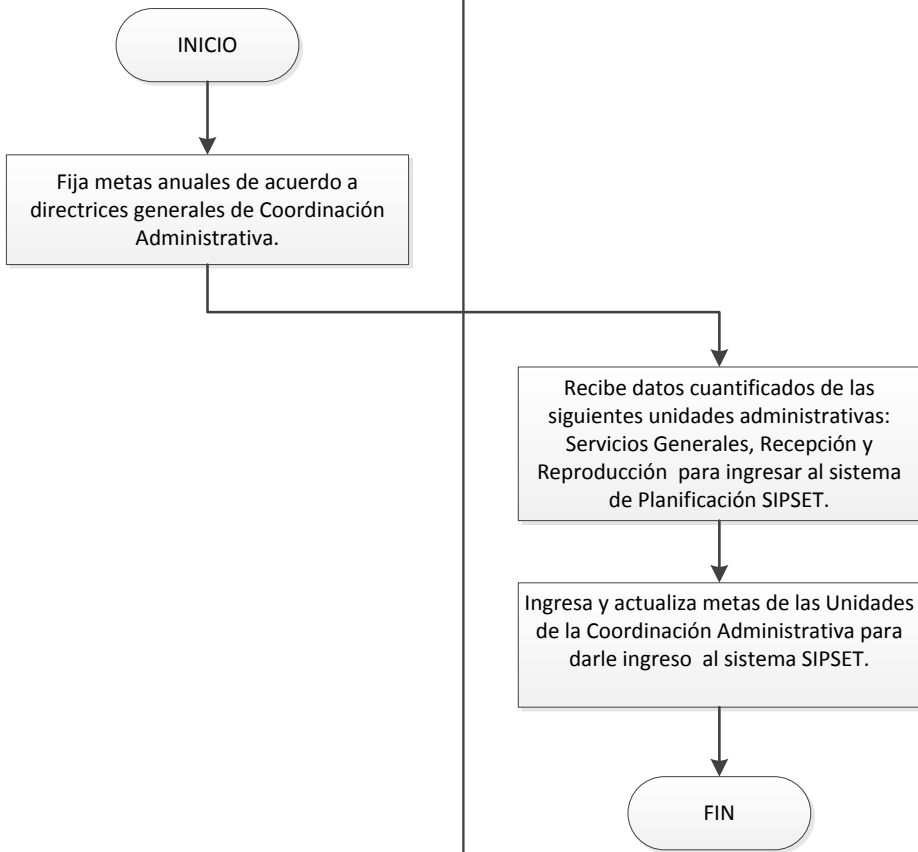 INICIO
Fija metas anuales de acuerdo a
directrices generales de Coordinación
Administrativa.
Recibe datos cuantificados de las
siguientes unidades administrativas:
Servicios Generales, Recepción y
Reproducción  para ingresar al sistema
de Planificación SIPSET.
Ingresa y actualiza metas de las Unidades
de la Coordinación Administrativa para
darle ingreso  al sistema SIPSET.
FIN